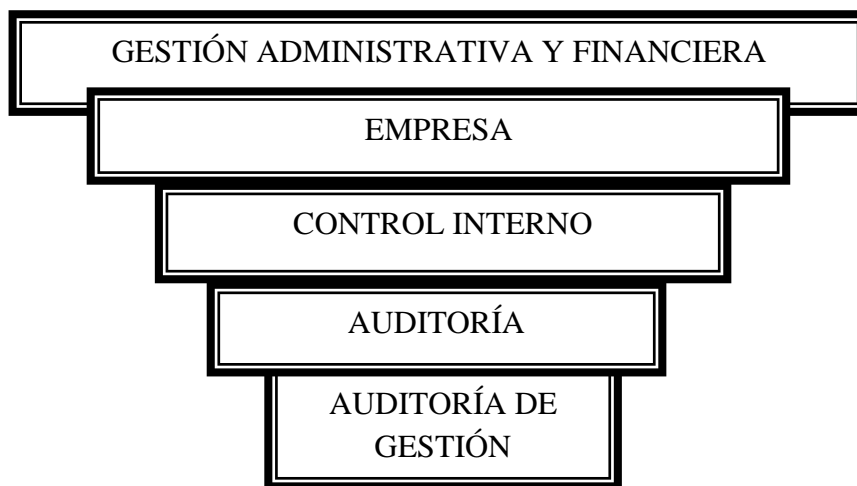 GESTIÓN ADMINISTRATIVA Y FINANCIERA
EMPRESA
CONTROL INTERNO
AUDITORÍA
AUDITORÍA DE
GESTIÓN